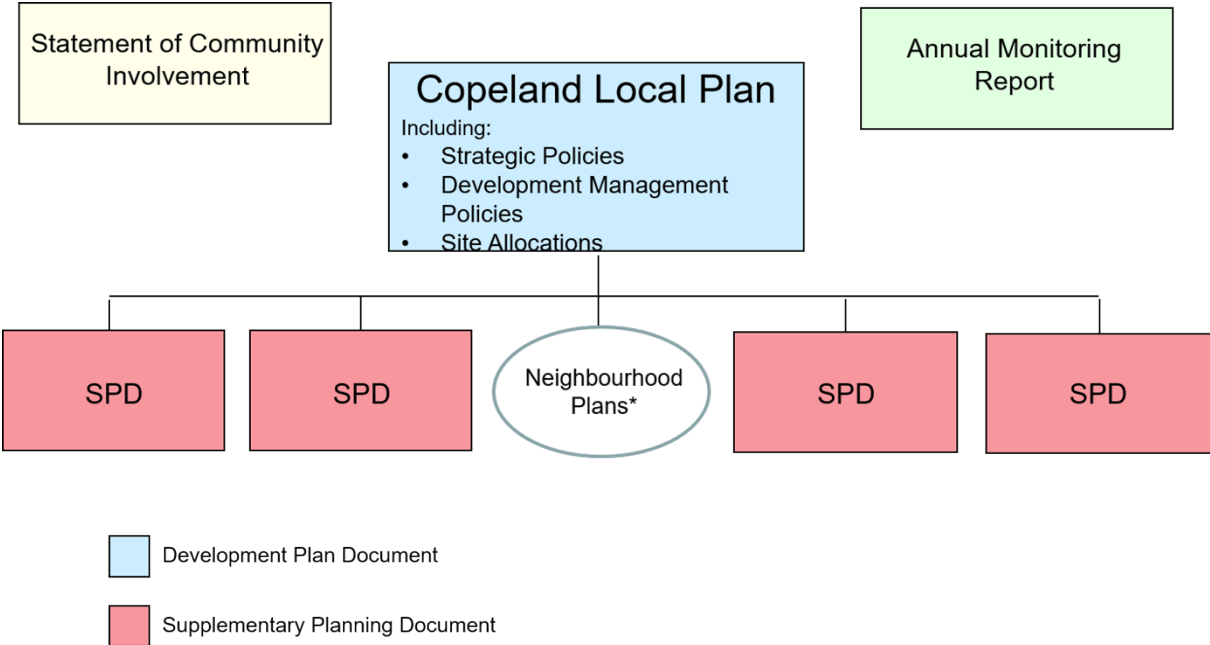 Statement of Community
Involvement
Annual Monitoring
Report
Copeland Local Plan
Including:
• Strategic Policies
• Development Management
Policies
• Site Allocations
SPD
SPD
Neighbourhood
Plans*
SPD
SPD
Development Plan Document
Supplementary Planning Document